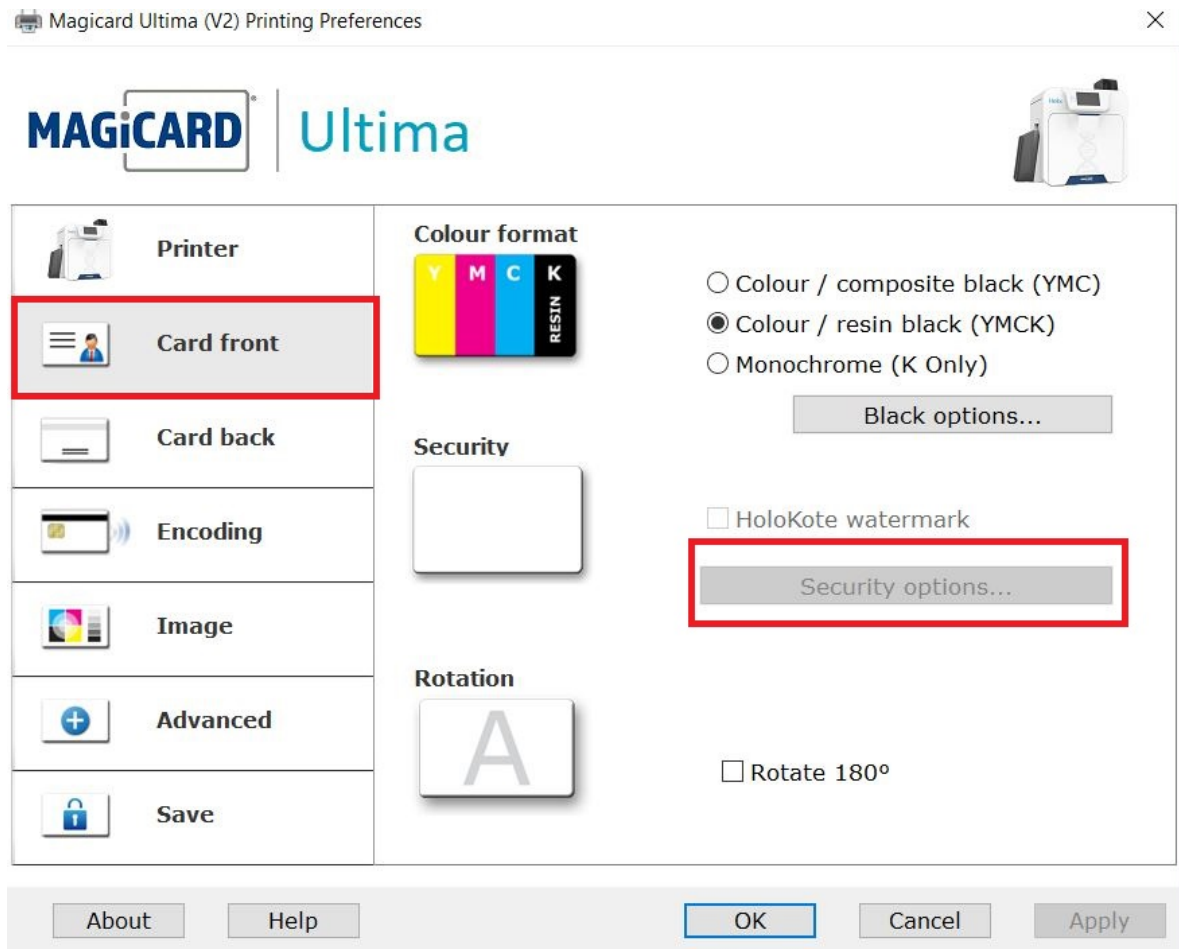 Magicard Ultima (V2) Printing Preferences
MAGiCARD Ultima
Printer
Card front
Card back
Encoding
Image
Advanced
Save
Colour format
Y M C K
RESIN
Colour / composite black (YMC)
Colour / resin black (YMCK)
Monochrome (K Only)
Black options...
Security
HoloKote watermark
Security options...
Rotation
A
Rotate 180º
About Help OK Cancel Apply